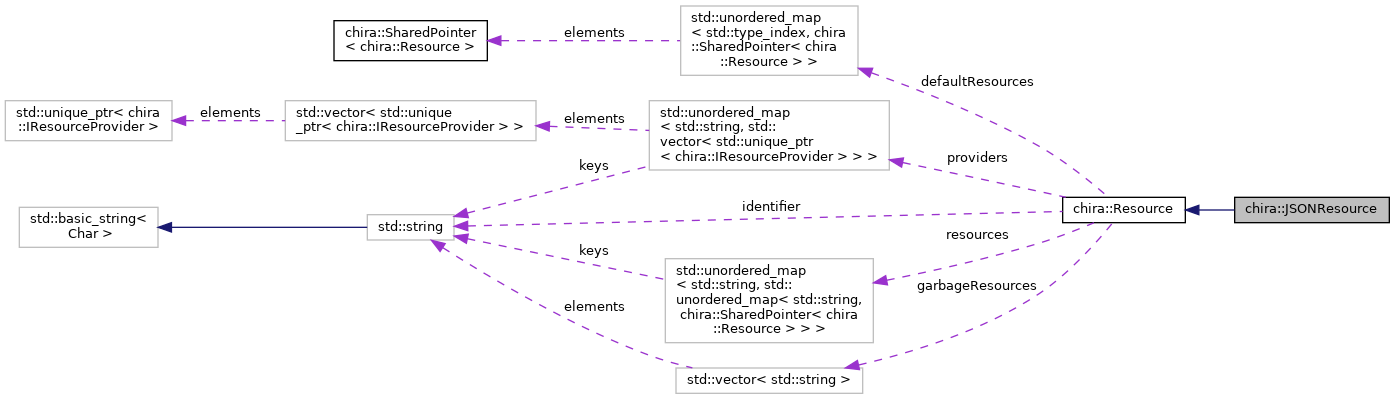 chira::SharedPointer
< chira::Resource >
elements
std::unordered_map
< std::type_index, chira
::SharedPointer< chira
::Resource > >
defaultResources
std::unique_ptr< chira
::IResourceProvider >
elements
std::vector< std::unique
_ptr< chira::IResourceProvider > >
elements
std::unordered_map
< std::string, std::
vector< std::unique_ptr
< chira::IResourceProvider > > >
providers
keys
std::basic_string<
Char >
std::string
identifier
chira::Resource
chira::JSONResource
keys
std::unordered_map
< std::string, std::
unordered_map< std::string,
chira::SharedPointer< chira
::Resource > > >
resources
garbageResources
elements
std::vector< std::string >